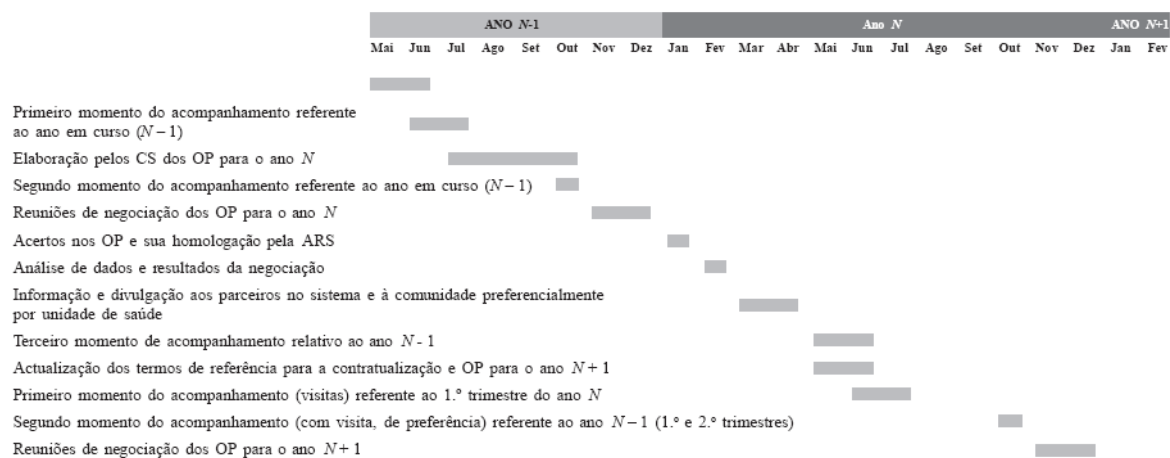 ANO N-1 Ano N ANO N+1
Mai Jun Jul Ago Set Out Nov Dez Jan Fev Mar Abr Mai Jun Jul Ago Set Out Nov Dez Jan Fev
Primeiro momento do acompanhamento referente
ao ano em curso (N – 1)
Elaboração pelos CS dos OP para o ano N
Segundo momento do acompanhamento referente ao ano em curso (N – 1)
Reuniões de negociação dos OP para o ano N
Acertos nos OP e sua homologação pela ARS
Análise de dados e resultados da negociação
Informação e divulgação aos parceiros no sistema e à comunidade preferencialmente
por unidade de saúde
Terceiro momento de acompanhamento relativo ao ano N - 1
Actualização dos termos de referência para a contratualização e OP para o ano N + 1
Primeiro momento do acompanhamento (visitas) referente ao 1.º trimestre do ano N
Segundo momento do acompanhamento (com visita, de preferência) referente ao ano N – 1 (1.º e 2.º trimestres)
Reuniões de negociação dos OP para o ano N + 1